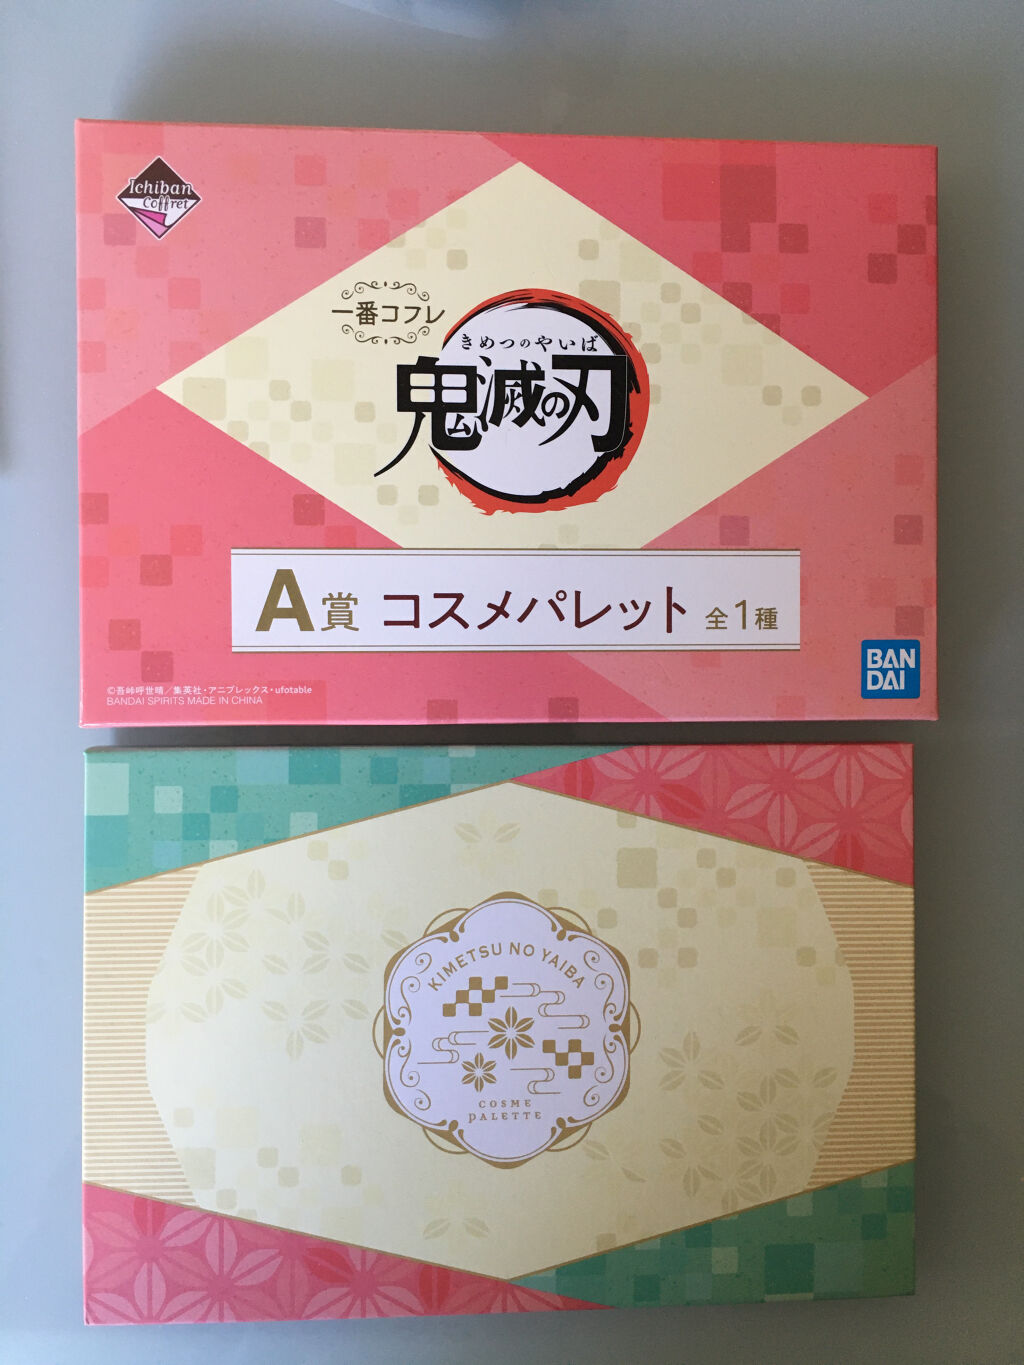 Ichiban
Coffret
一番コフレ
きめつのやいば
鬼滅の刃
A賞 コスメパレット 全1種
©吾峠呼世晴／集英社・アニプレックス・ufotable
BANDAI SPIRITS MADE IN CHINA
BAN
DAI
KIMETSU NO YAIBA
COSME
PALETTE